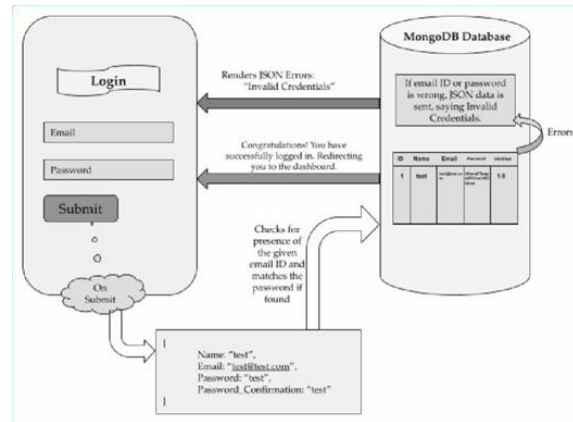 Login
Email
Password
Submit
On
Submit
Renders JSON Errors:
"Invalid Credentials"
Congratulations! You have
successfully logged in. Redirecting
you to the dashboard.
Checks for
presence of
the given
email ID and
matches the
password if
found
{
Name: "test",
Email: "test@test.com",
Password: "test",
Password_Confirmation: "test"
}
MongoDB Database
If email ID or password
is wrong, JSON data is
sent, saying Invalid
Credentials.
Errors
ID Name Email Password version
1 test 1.0